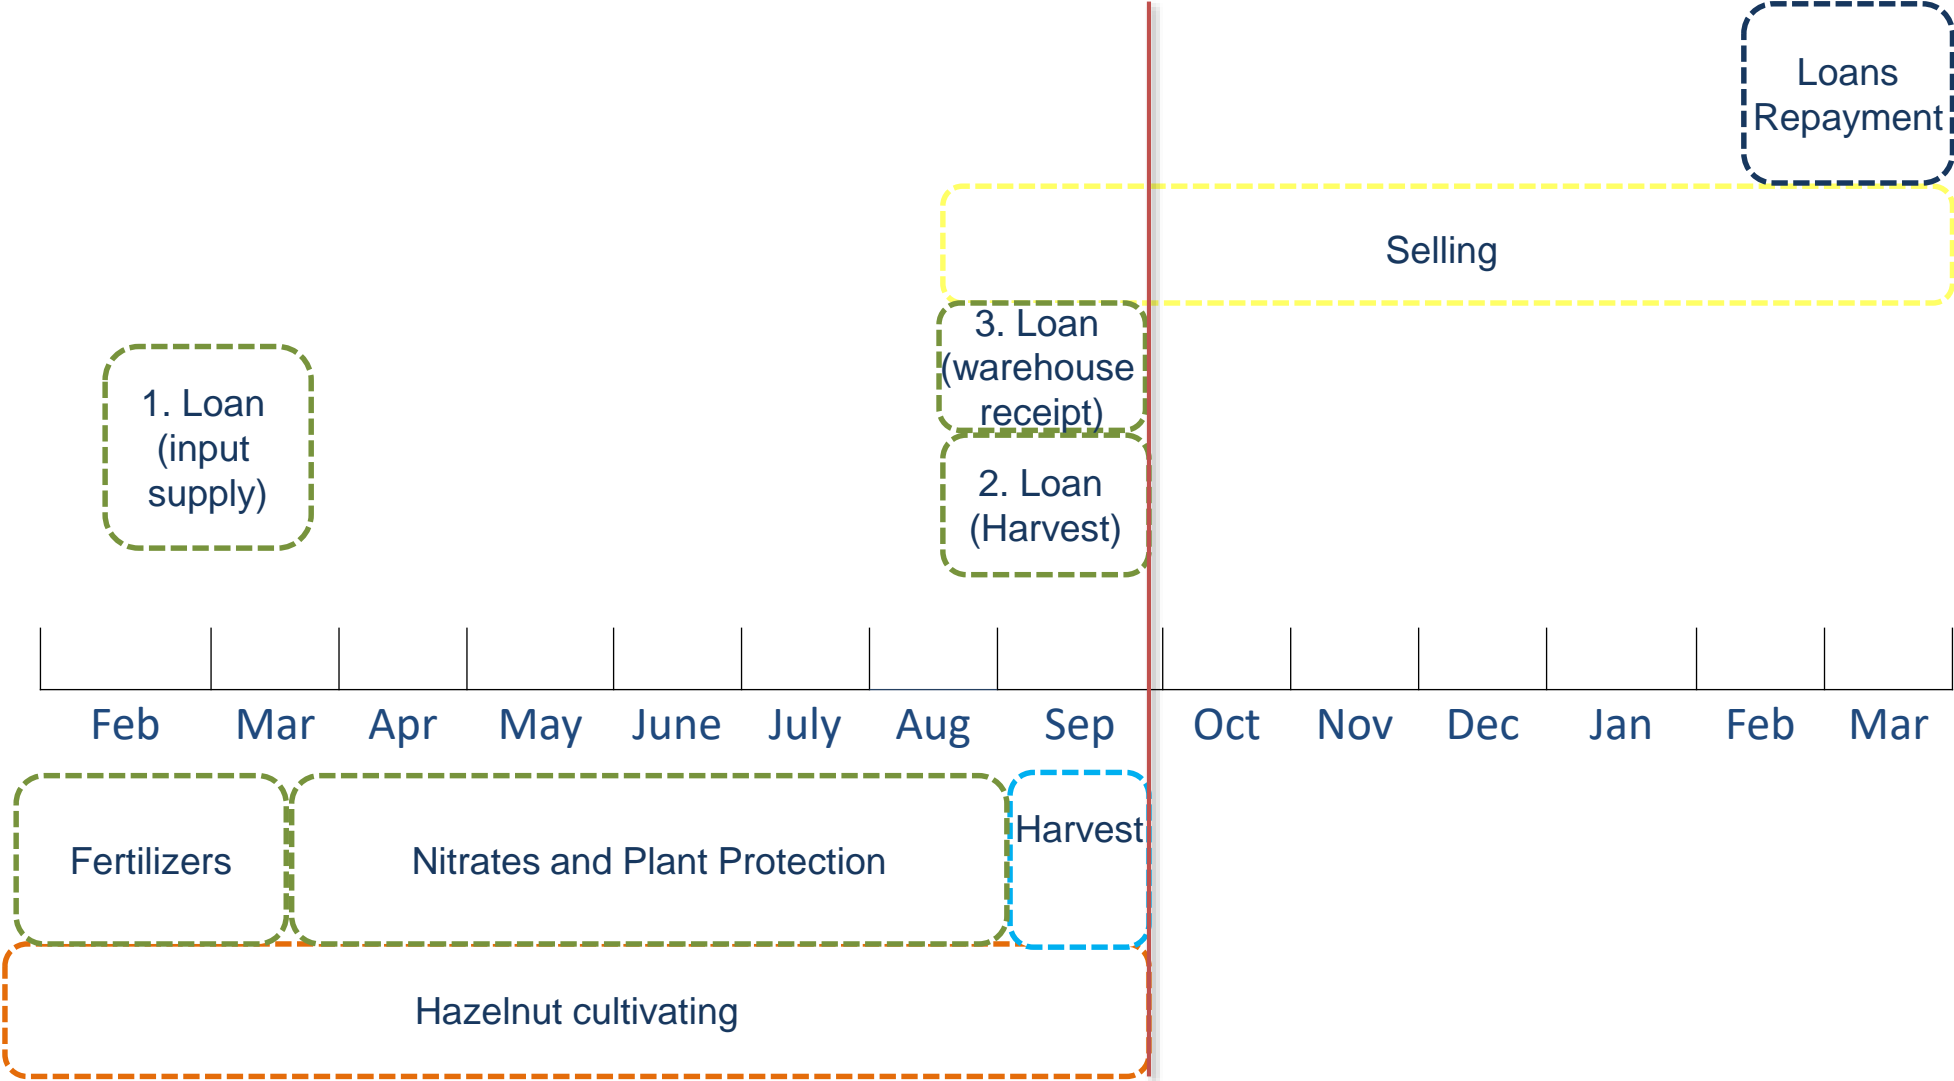 Loans
Repayment
Selling
3. Loan
(warehouse
receipt)
1. Loan
(input
supply)
2. Loan
(Harvest)
Feb Mar Apr May June July Aug Sep Oct Nov Dec Jan Feb Mar
Harvest
Fertilizers
Nitrates and Plant Protection
Hazelnut cultivating